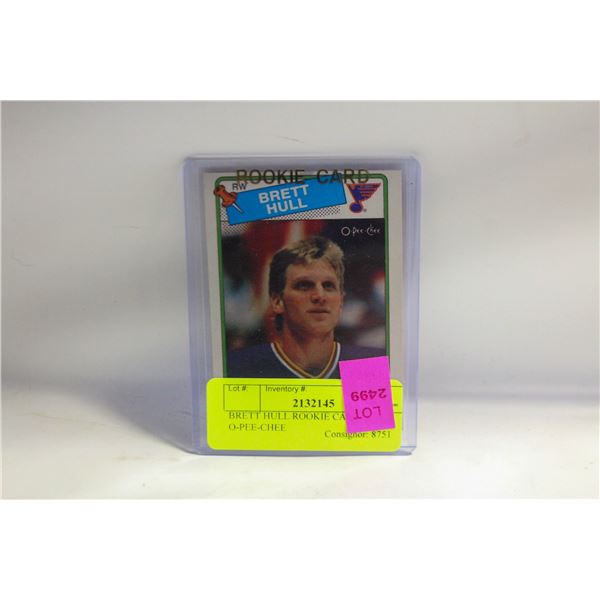 ROOKIE CARD
RW
BRETT
HULL
O-Pee-Chee
Lot #:
Inventory #:
2132145
LOT
2499
BRETT HULL ROOKIE CA
O-PEE-CHEE
Consignor: 8751